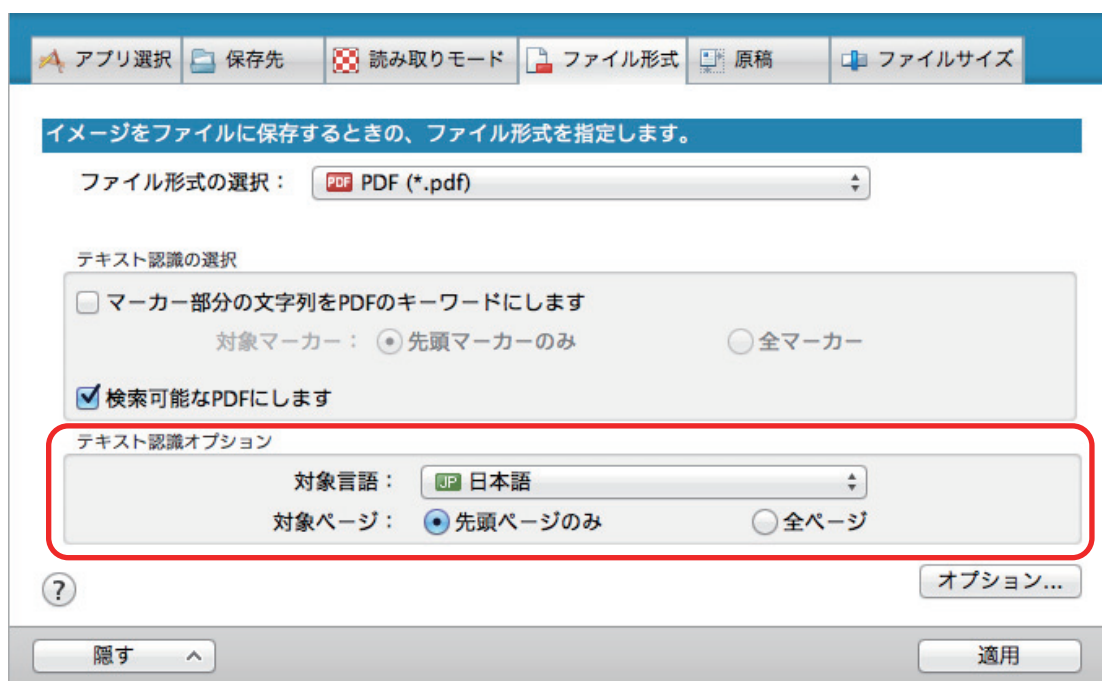 アプリ選択 保存先 読み取りモード ファイル形式 原稿 ファイルサイズ
イメージをファイルに保存するときの、ファイル形式を指定します。
ファイル形式の選択： PDF PDF (*.pdf)
テキスト認識の選択
マーカー部分の文字列をPDFのキーワードにします
対象マーカー： 先頭マーカーのみ 全マーカー
検索可能なPDFにします
テキスト認識オプション
対象言語： JP 日本語
対象ページ： 先頭ページのみ 全ページ
? オプション...
隠す 適用